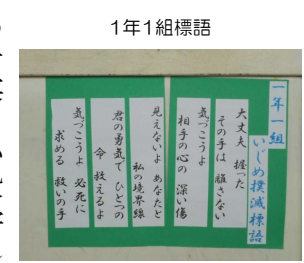 1年1組標語
一年一組
いじめ撲滅標語
大丈夫 握った
その手は 離さない
気づこうよ
相手の心の 深い傷
見えないよ あなたと
私の境界線
君の勇気で ひとつの
命 救えるよ
気づこうよ 必死に
求める 救いの手